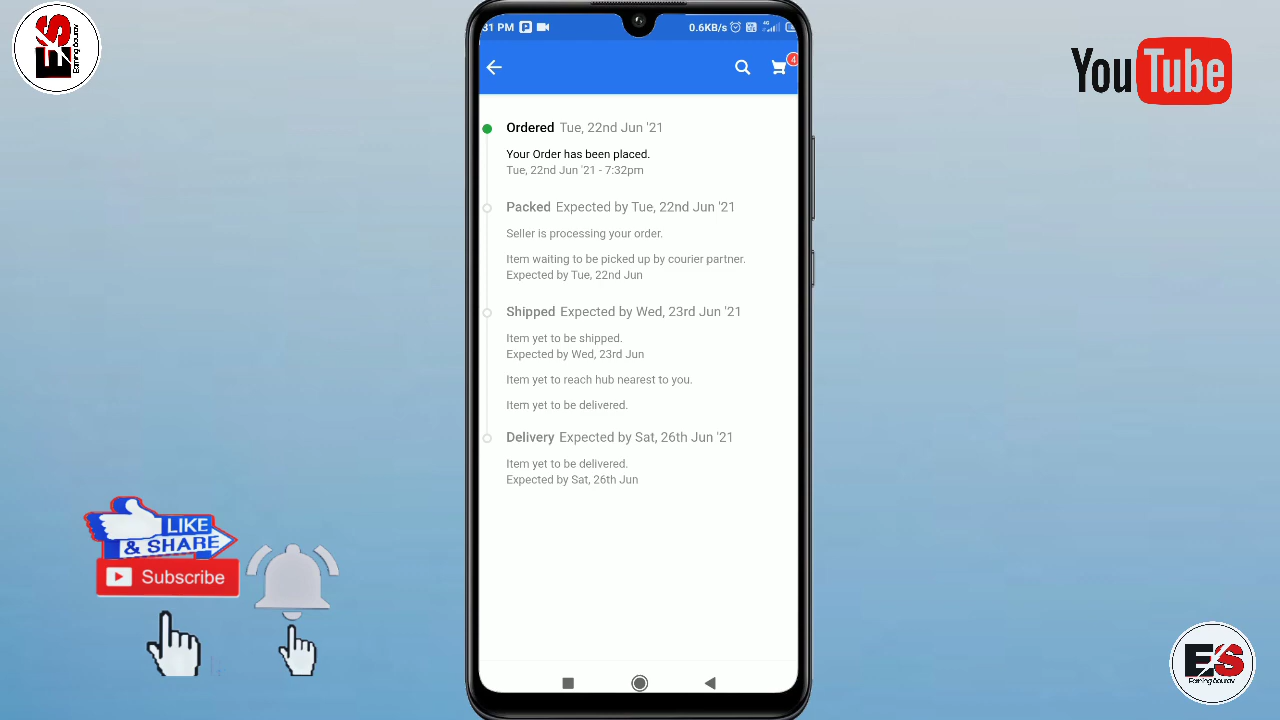 ES
Earning Source
31 PM
0.6KB/s
4G
4
YouTube
Ordered Tue, 22nd Jun '21
Your Order has been placed.
Tue, 22nd Jun '21 - 7:32pm
Packed Expected by Tue, 22nd Jun '21
Seller is processing your order.
Item waiting to be picked up by courier partner.
Expected by Tue, 22nd Jun
Shipped Expected by Wed, 23rd Jun '21
Item yet to be shipped.
Expected by Wed, 23rd Jun
Item yet to reach hub nearest to you.
Item yet to be delivered.
Delivery Expected by Sat, 26th Jun '21
Item yet to be delivered.
Expected by Sat, 26th Jun
LIKE
& SHARE
Subscribe
E/S